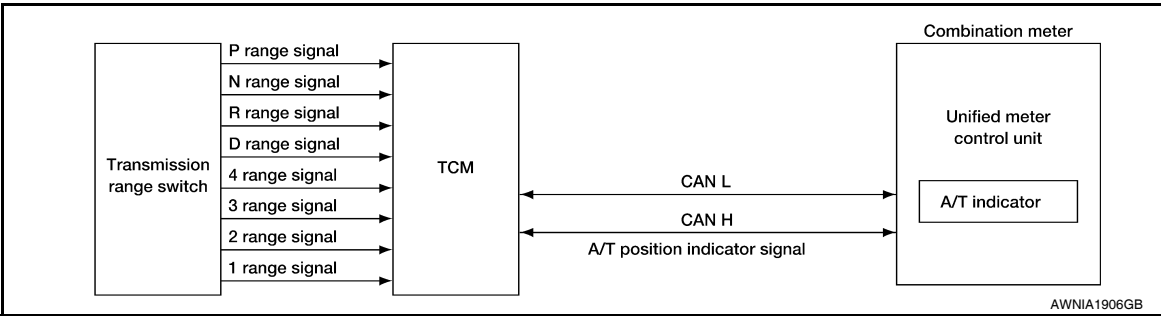 Combination meter
P range signal
N range signal
R range signal
D range signal
4 range signal
3 range signal
2 range signal
1 range signal
Transmission
range switch
TCM
CAN L
CAN H
A/T position indicator signal
Unified meter
control unit
A/T indicator
AWNIA1906GB